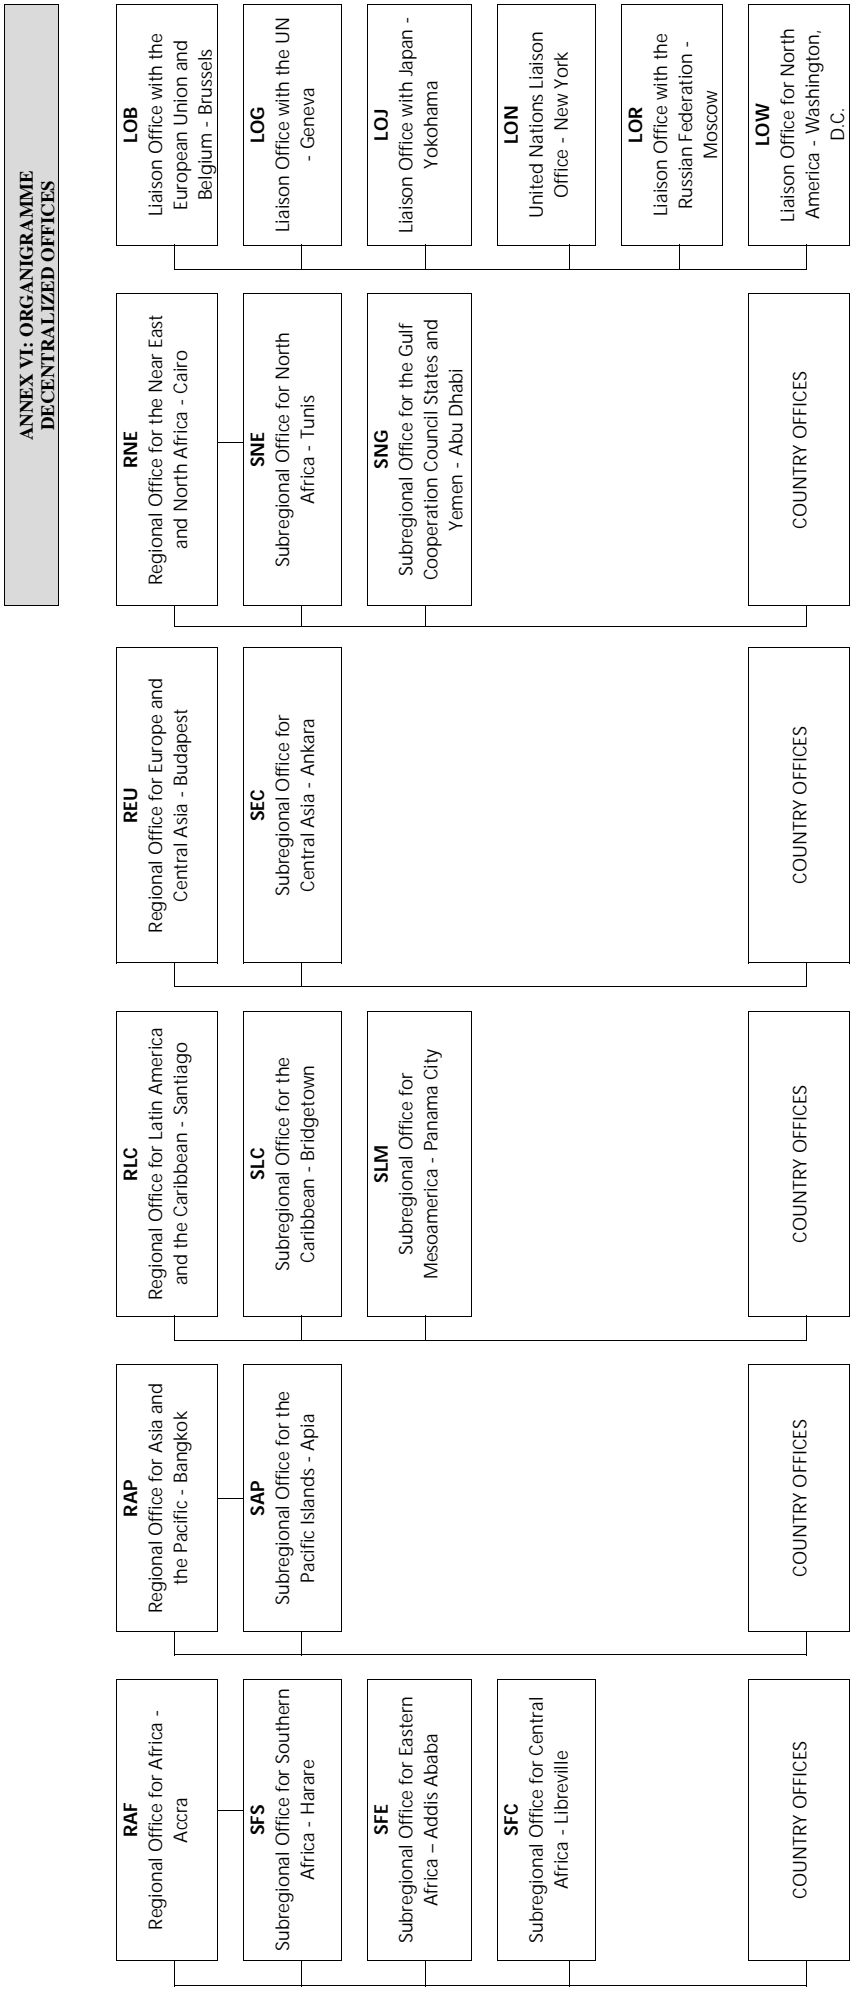 ANNEX VI: ORGANIGRAMME
DECENTRALIZED OFFICES
RAF
Regional Office for Africa -
Accra
SFS
Subregional Office for Southern
Africa - Harare
SFE
Subregional Office for Eastern
Africa – Addis Ababa
SFC
Subregional Office for Central
Africa - Libreville
COUNTRY OFFICES
RAP
Regional Office for Asia and
the Pacific - Bangkok
SAP
Subregional Office for the
Pacific Islands - Apia
COUNTRY OFFICES
RLC
Regional Office for Latin America
and the Caribbean - Santiago
SLC
Subregional Office for the
Caribbean - Bridgetown
SLM
Subregional Office for
Mesoamerica - Panama City
COUNTRY OFFICES
REU
Regional Office for Europe and
Central Asia - Budapest
SEC
Subregional Office for
Central Asia - Ankara
COUNTRY OFFICES
RNE
Regional Office for the Near East
and North Africa - Cairo
SNE
Subregional Office for North
Africa - Tunis
SNG
Subregional Office for the Gulf
Cooperation Council States and
Yemen - Abu Dhabi
COUNTRY OFFICES
LOB
Liaison Office with the
European Union and
Belgium - Brussels
LOG
Liaison Office with the UN
- Geneva
LOJ
Liaison Office with Japan -
Yokohama
LON
United Nations Liaison
Office - New York
LOR
Liaison Office with the
Russian Federation -
Moscow
LOW
Liaison Office for North
America - Washington,
D.C.